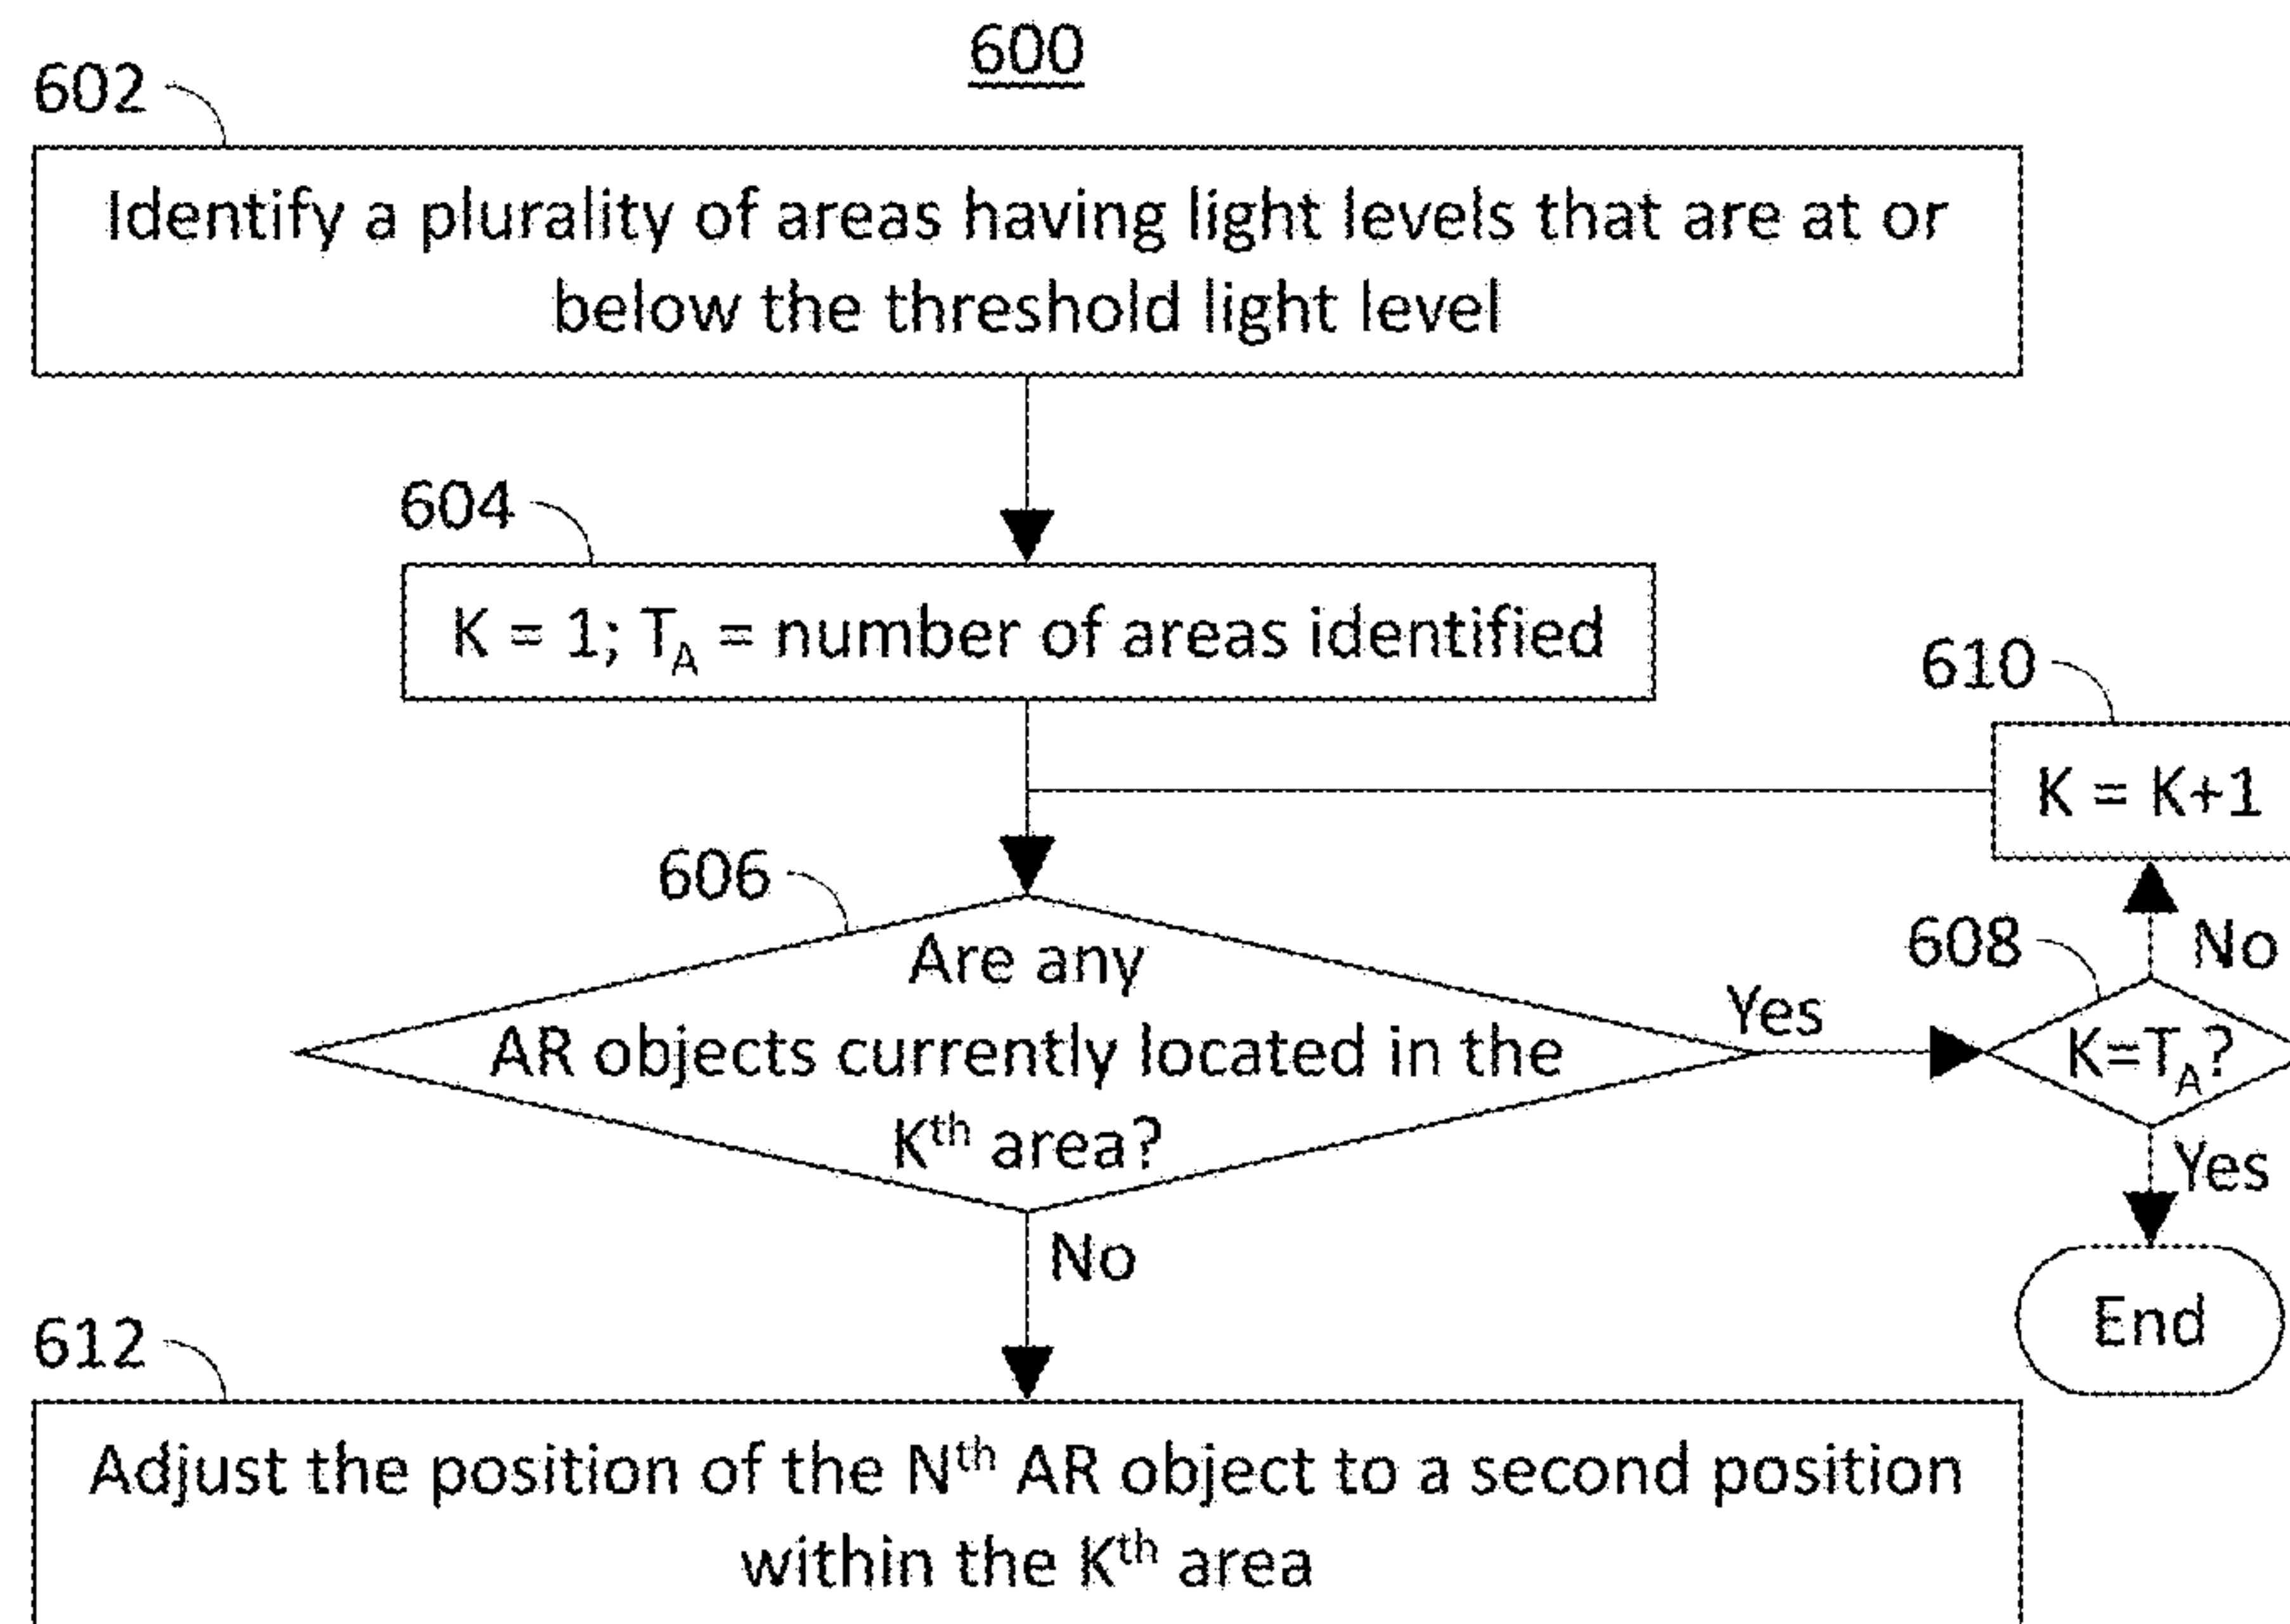 600
602
Identify a plurality of areas having light levels that are at or
below the threshold light level
604
K = 1; T_A = number of areas identified
610
K = K+1
606
Are any
AR objects currently located in the
K^th area?
Yes
608
No
K=T_A?
Yes
No
End
612
Adjust the position of the N^th AR object to a second position
within the K^th area